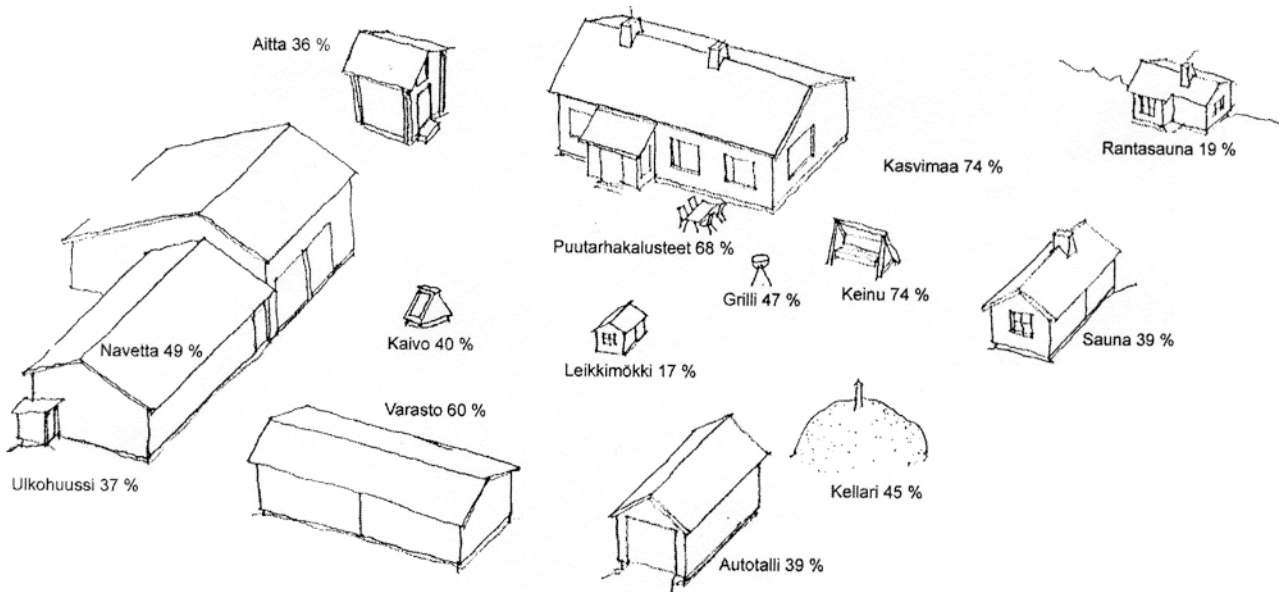 Aitta 36 %
Rantasauna 19 %
Kasvimaa 74 %
Puutarhakalusteet 68 %
Grilli 47 %
Keinu 74 %
Kaivo 40 %
Sauna 39 %
Navetta 49 %
Leikkimökki 17 %
Varasto 60 %
Ulkohuussi 37 %
Kellari 45 %
Autotalli 39 %